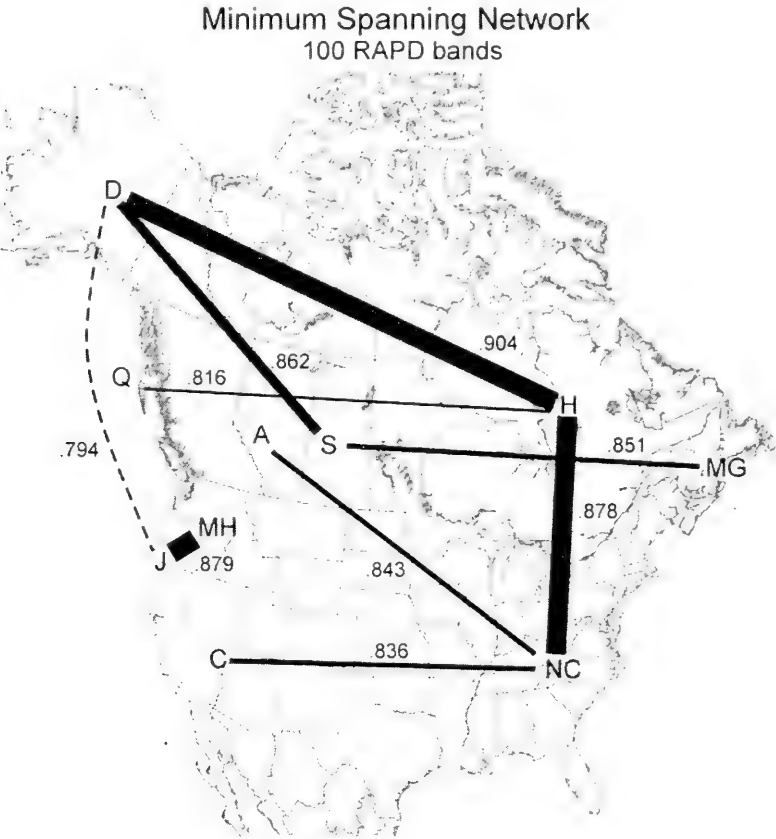 Minimum Spanning Network
100 RAPD bands
D
.904
.862
Q
.816
H
A
S
.851
MG
.794
.878
MH
J
.879
.843
C
.836
NC